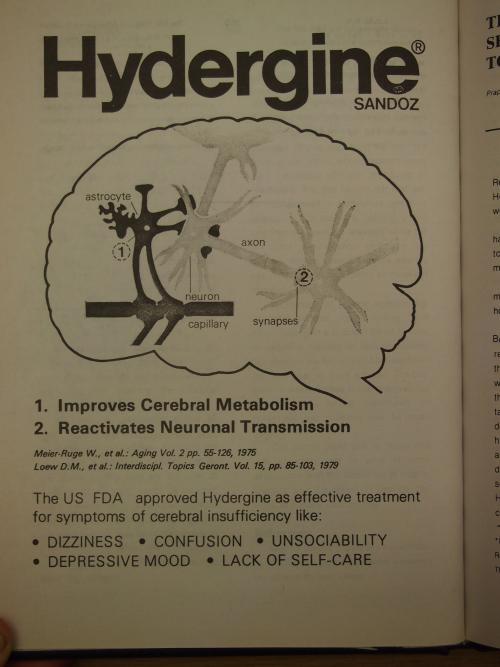 Hydergine®
SANDOZ
astrocyte
1
axon
2
neuron
capillary
synapses
1. Improves Cerebral Metabolism
2. Reactivates Neuronal Transmission
Meier-Ruge W., et al.: Aging Vol. 2 pp. 55-126, 1975
Loew D.M., et al.: Interdiscipl. Topics Geront. Vol. 15, pp. 85-103, 1979
The US FDA approved Hydergine as effective treatment
for symptoms of cerebral insufficiency like:
• DIZZINESS • CONFUSION • UNSOCIABILITY
• DEPRESSIVE MOOD • LACK OF SELF-CARE